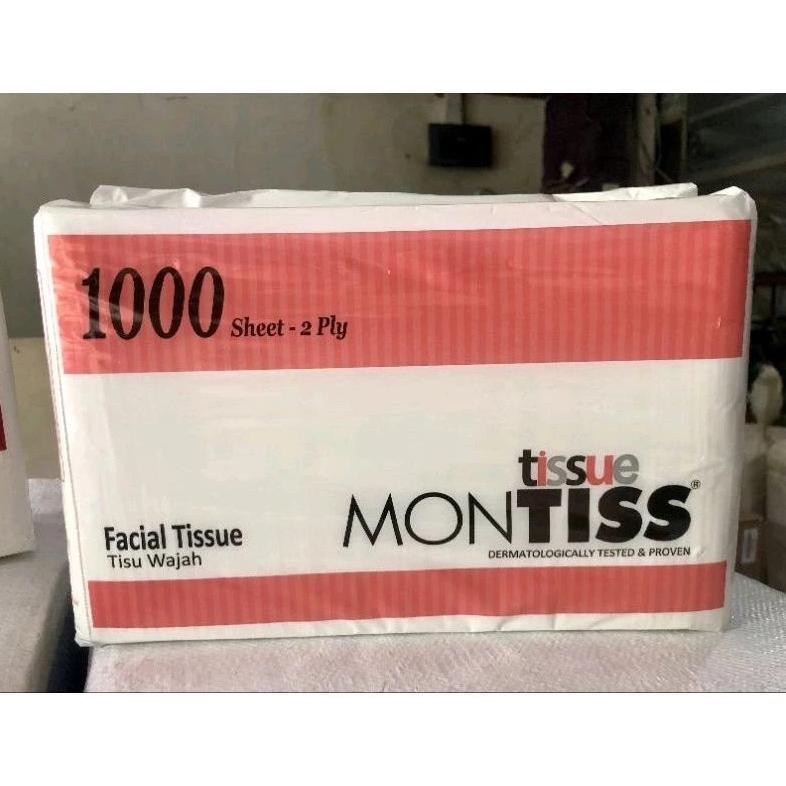 1000 Sheet - 2 Ply
tissue
MONTISS®
DERMATOLOGICALLY TESTED & PROVEN
Facial Tissue
Tisu Wajah